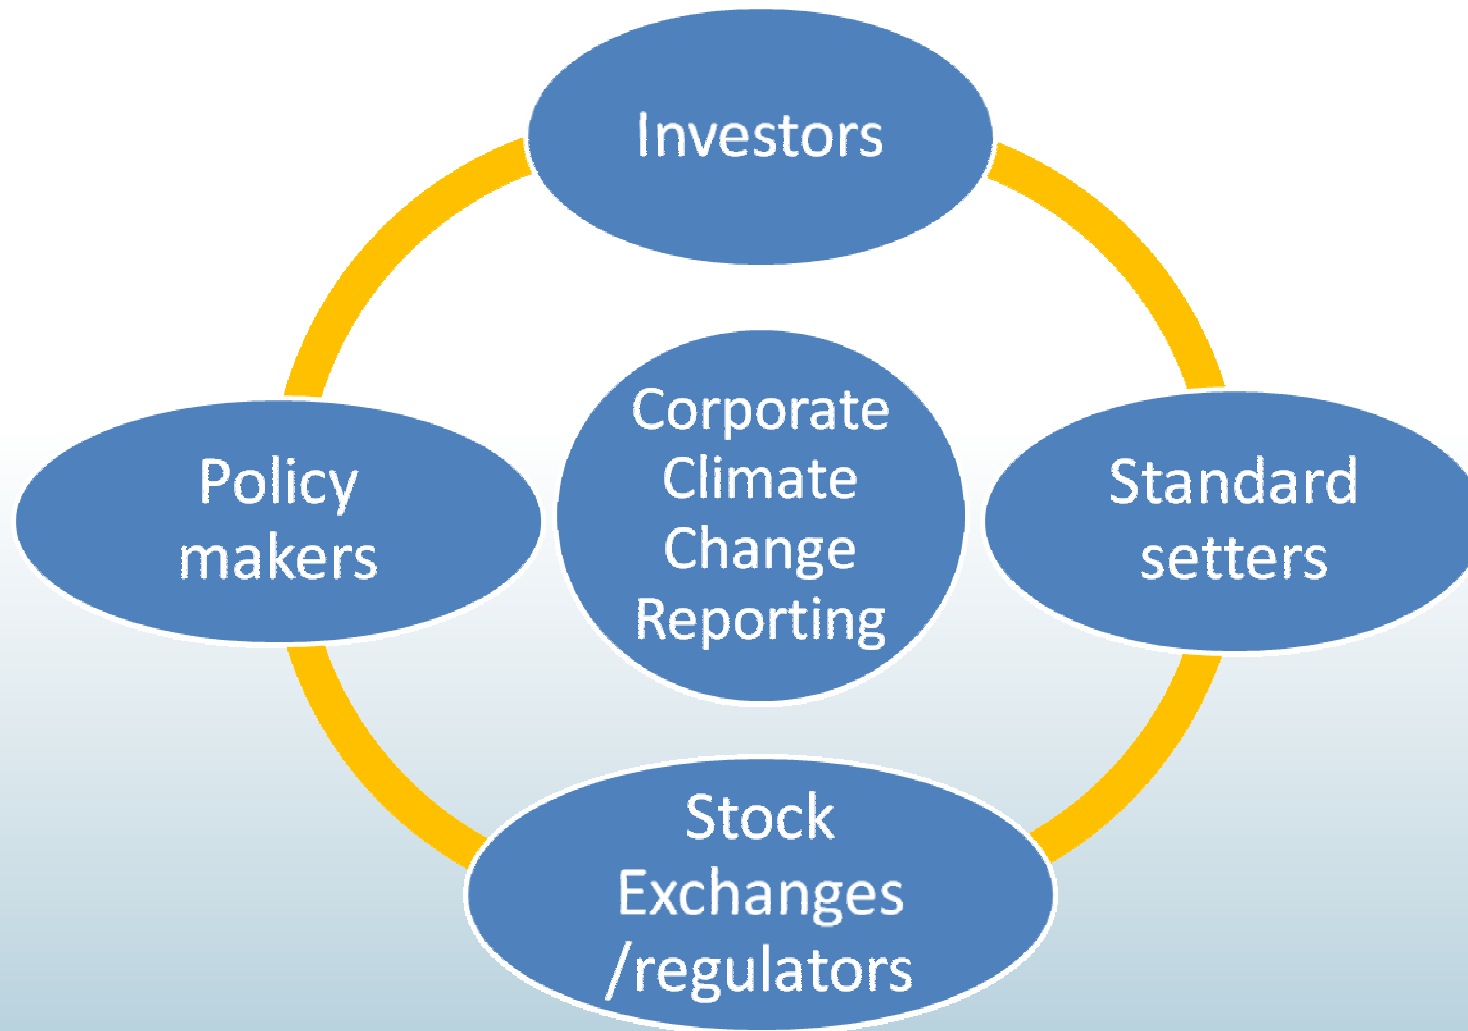 Investors
Policy
makers
Corporate
Climate
Change
Reporting
Standard
setters
Stock
Exchanges
/regulators